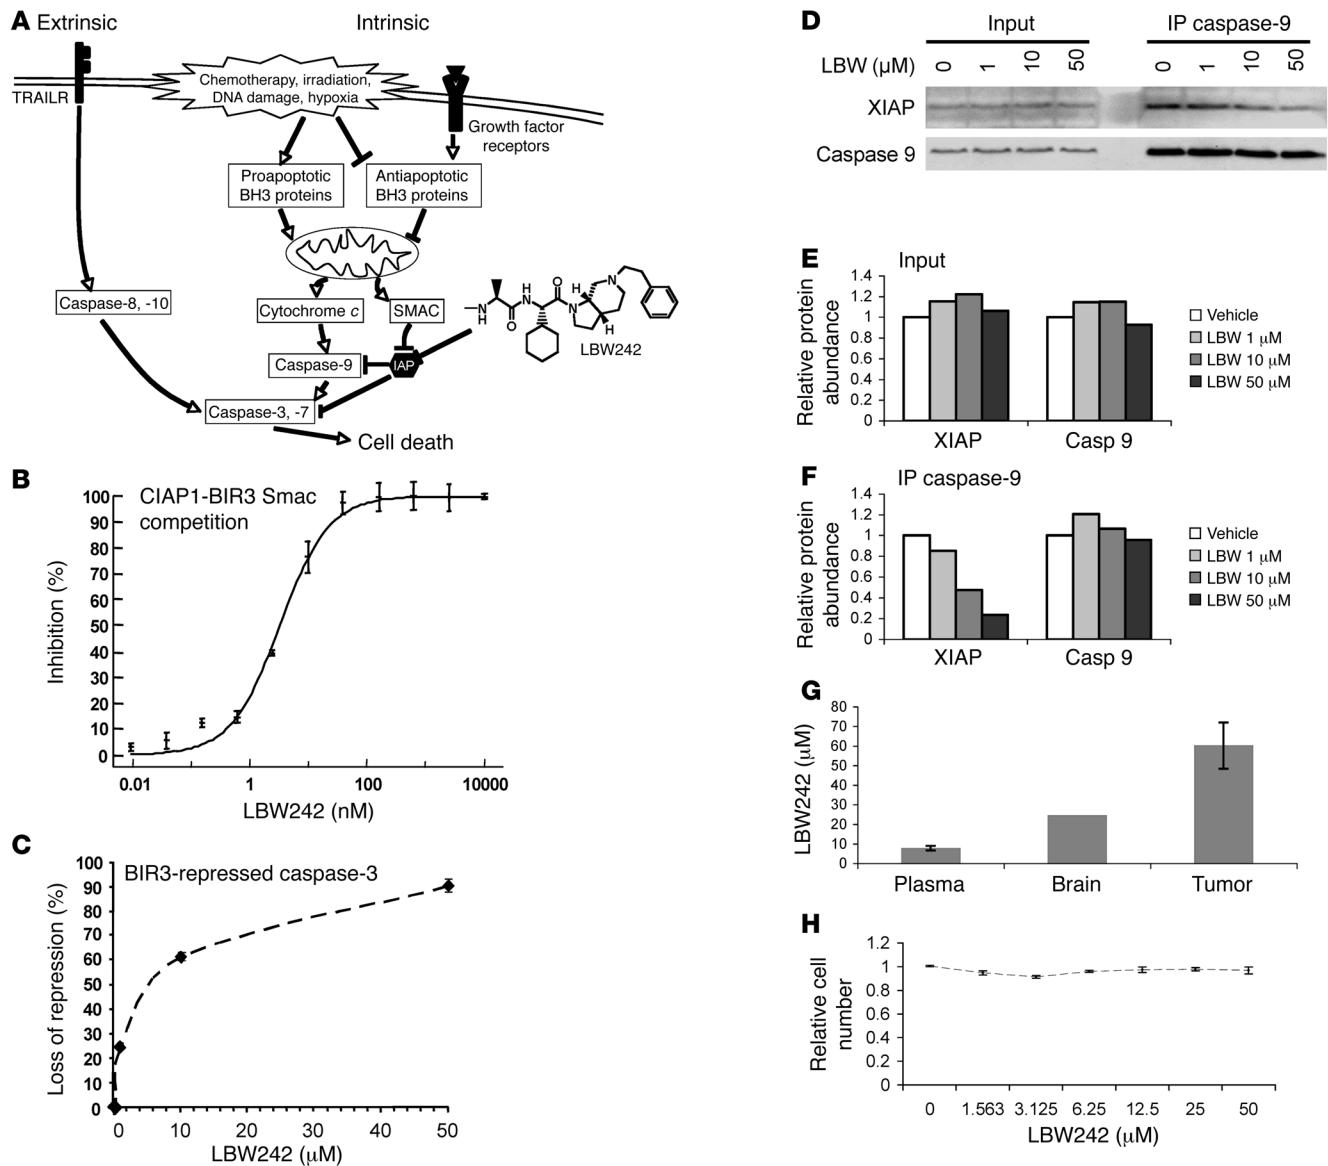 A Extrinsic
Intrinsic
TRAILR
Chemotherapy, irradiation,
DNA damage, hypoxia
Growth factor
receptors
Proapoptotic
BH3 proteins
Antiapoptotic
BH3 proteins
Caspase-8, -10
Cytochrome c
SMAC
Caspase-9
IAP
Caspase-3, -7
Cell death
N
H
O
H
N
O
N
H
H
N
LBW242
B
CIAP1-BIR3 Smac
competition
Inhibition (%)
100
90
80
70
60
50
40
30
20
10
0
0.01
1
100
10000
LBW242 (nM)
C
BIR3-repressed caspase-3
Loss of repression (%)
100
90
80
70
60
50
40
30
20
10
0
0
10
20
30
40
50
LBW242 (μM)
D
Input
IP caspase-9
LBW (μM)
0
1
10
50
0
1
10
50
XIAP
Caspase 9
E
Input
Relative protein
abundance
1.4
1.2
1
0.8
0.6
0.4
0.2
0
XIAP
Casp 9
Vehicle
LBW 1 μM
LBW 10 μM
LBW 50 μM
F
IP caspase-9
Relative protein
abundance
1.4
1.2
1
0.8
0.6
0.4
0.2
0
XIAP
Casp 9
Vehicle
LBW 1 μM
LBW 10 μM
LBW 50 μM
G
LBW242 (μM)
80
70
60
50
40
30
20
10
0
Plasma
Brain
Tumor
H
Relative cell
number
1.2
1
0.8
0.6
0.4
0.2
0
0
1.563
3.125
6.25
12.5
25
50
LBW242 (μM)